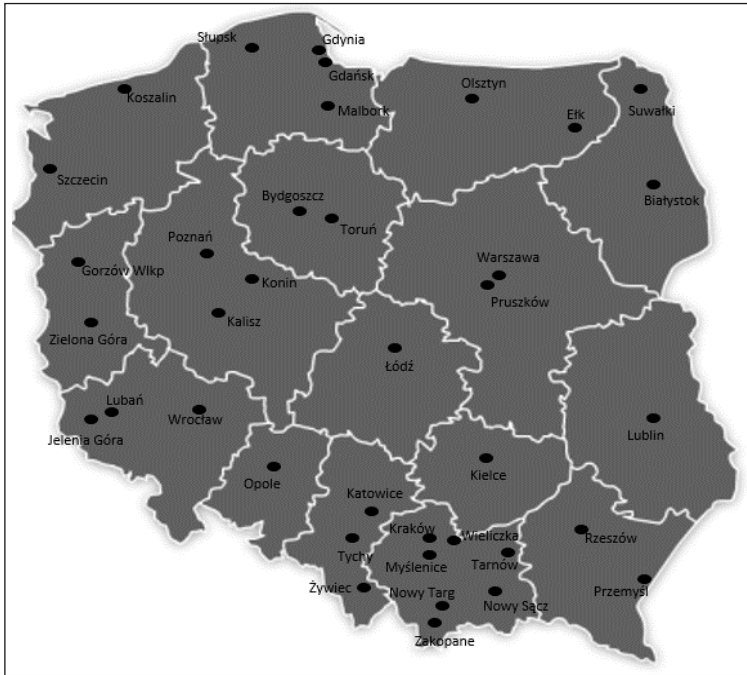 Słupsk
Gdynia
Gdańsk
Koszalin
Malbork
Olsztyn
Ełk
Suwałki
Szczecin
Bydgoszcz
Toruń
Białystok
Poznań
Gorzów Wlkp
Konin
Warszawa
Pruszków
Zielona Góra
Kalisz
Łódź
Lubań
Wrocław
Jelenia Góra
Lublin
Opole
Kielce
Katowice
Kraków
Wieliczka
Rzeszów
Tychy
Myślenice
Tarnów
Żywiec
Nowy Targ
Nowy Sącz
Przemyśl
Zakopane